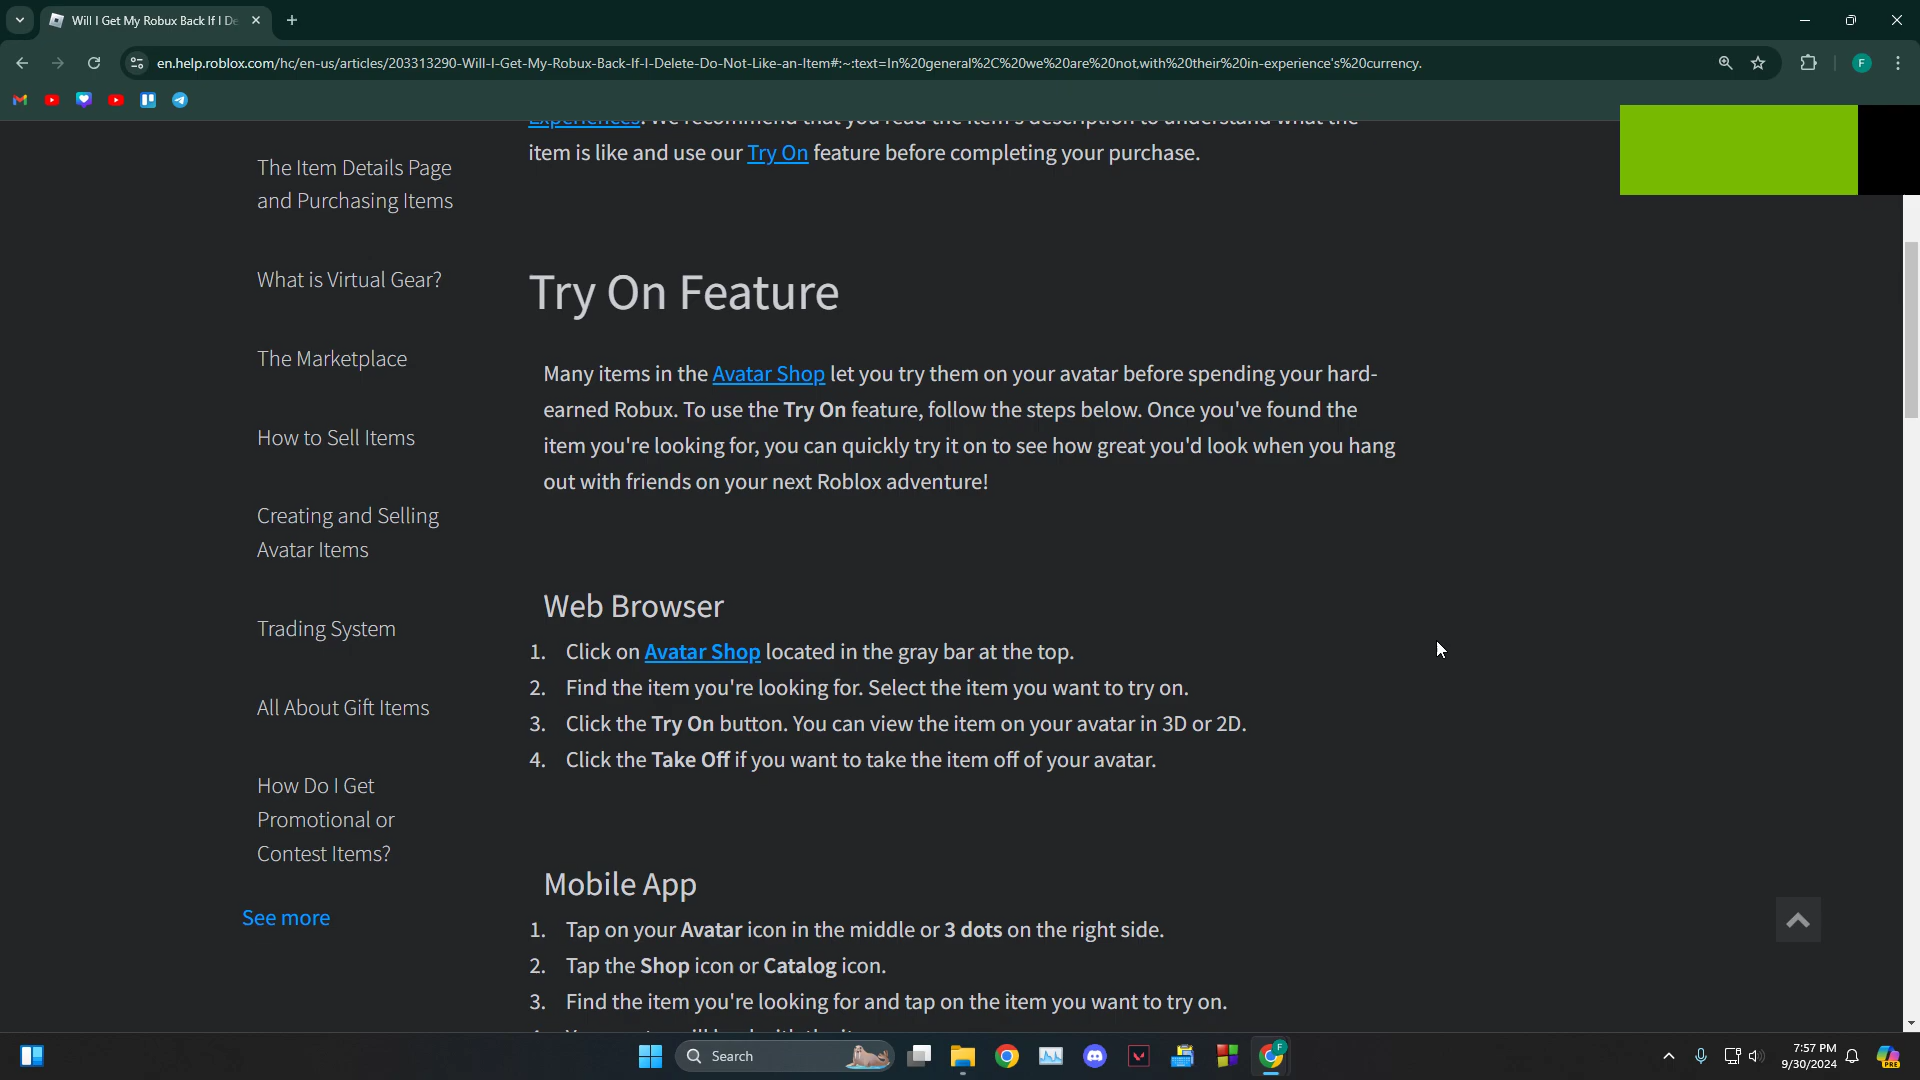 Will I Get My Robux Back If I De
en.help.roblox.com/hc/en-us/articles/203313290-Will-I-Get-My-Robux-Back-If-I-Delete-Do-Not-Like-an-Item#:~:text=In%20general%2C%20we%20are%20not,with%20their%20in-experience's%20currency.
F
Experiences. We recommend that you read the item's description to understand what the
item is like and use our Try On feature before completing your purchase.
The Item Details Page
and Purchasing Items
What is Virtual Gear?
The Marketplace
How to Sell Items
Creating and Selling
Avatar Items
Trading System
All About Gift Items
How Do I Get
Promotional or
Contest Items?
See more
Try On Feature
Many items in the Avatar Shop let you try them on your avatar before spending your hard-
earned Robux. To use the Try On feature, follow the steps below. Once you've found the
item you're looking for, you can quickly try it on to see how great you'd look when you hang
out with friends on your next Roblox adventure!
Web Browser
1. Click on Avatar Shop located in the gray bar at the top.
2. Find the item you're looking for. Select the item you want to try on.
3. Click the Try On button. You can view the item on your avatar in 3D or 2D.
4. Click the Take Off if you want to take the item off of your avatar.
Mobile App
1. Tap on your Avatar icon in the middle or 3 dots on the right side.
2. Tap the Shop icon or Catalog icon.
3. Find the item you're looking for and tap on the item you want to try on.
Search
F
7:57 PM
9/30/2024
PRE